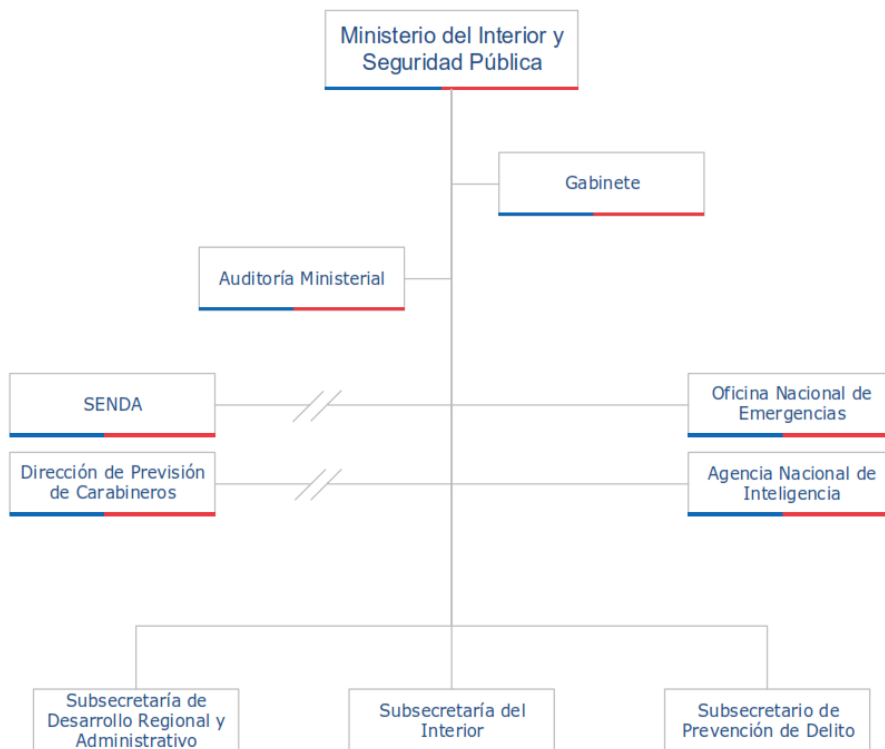 Ministerio del Interior y
Seguridad Pública
Gabinete
Auditoría Ministerial
SENDA
Oficina Nacional de
Emergencias
Dirección de Previsión
de Carabineros
Agencia Nacional de
Inteligencia
Subsecretaría de
Desarrollo Regional y
Administrativo
Subsecretaría del
Interior
Subsecretario de
Prevención de Delito